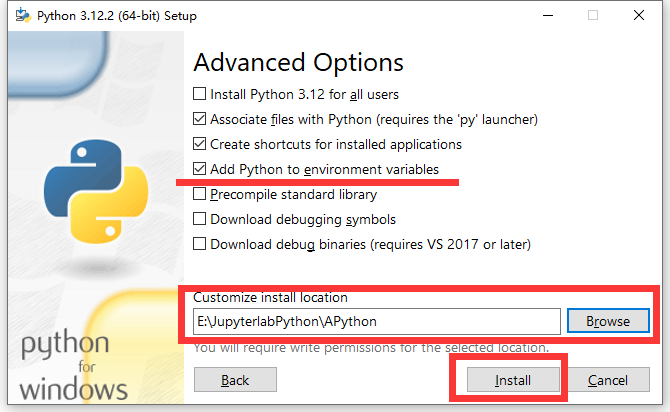 Python 3.12.2 (64-bit) Setup
Advanced Options
Install Python 3.12 for all users
Associate files with Python (requires the 'py' launcher)
Create shortcuts for installed applications
Add Python to environment variables
Precompile standard library
Download debugging symbols
Download debug binaries (requires VS 2017 or later)
Customize install location
E:\JupyterlabPython\APython
Browse
You will require write permissions for the selected location.
python
for
windows
Back
Install
Cancel